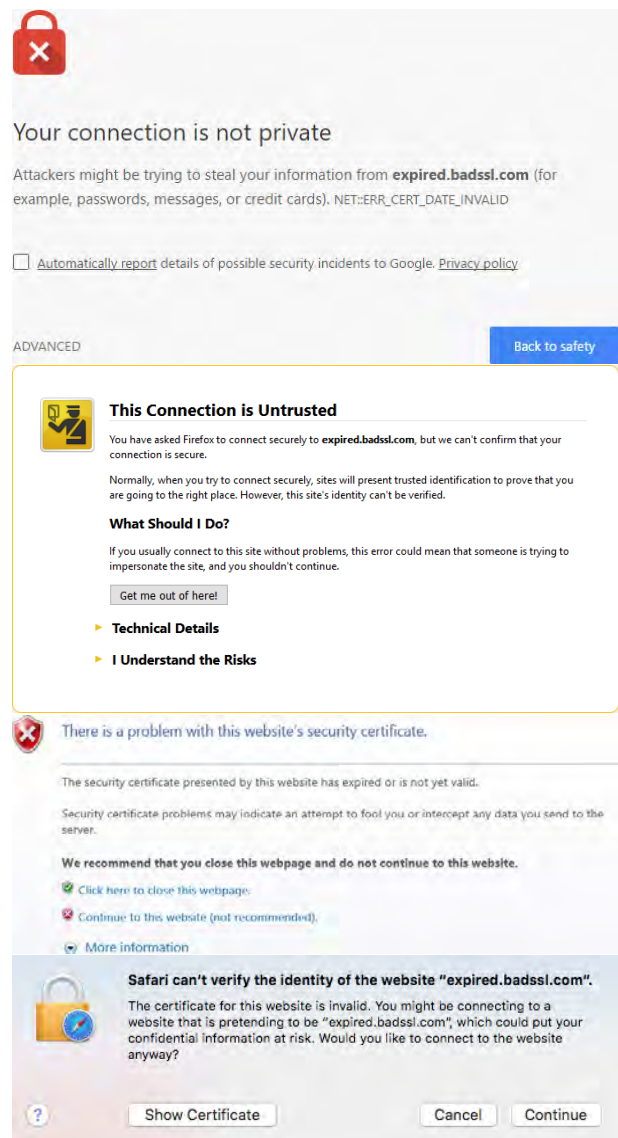 Your connection is not private
Attackers might be trying to steal your information from expired.badssl.com (for
example, passwords, messages, or credit cards). NET::ERR_CERT_DATE_INVALID
Automatically report details of possible security incidents to Google. Privacy policy
ADVANCED
Back to safety
This Connection is Untrusted
You have asked Firefox to connect securely to expired.badssl.com, but we can't confirm that your
connection is secure.
Normally, when you try to connect securely, sites will present trusted identification to prove that you
are going to the right place. However, this site's identity can't be verified.
What Should I Do?
If you usually connect to this site without problems, this error could mean that someone is trying to
impersonate the site, and you shouldn't continue.
Get me out of here!
Technical Details
I Understand the Risks
There is a problem with this website's security certificate.
The security certificate presented by this website has expired or is not yet valid.
Security certificate problems may indicate an attempt to fool you or intercept any data you send to the
server.
We recommend that you close this webpage and do not continue to this website.
Click here to close this webpage.
Continue to this website (not recommended).
More information
Safari can't verify the identity of the website “expired.badssl.com”.
The certificate for this website is invalid. You might be connecting to a
website that is pretending to be “expired.badssl.com”, which could put your
confidential information at risk. Would you like to connect to the website
anyway?
?
Show Certificate
Cancel
Continue